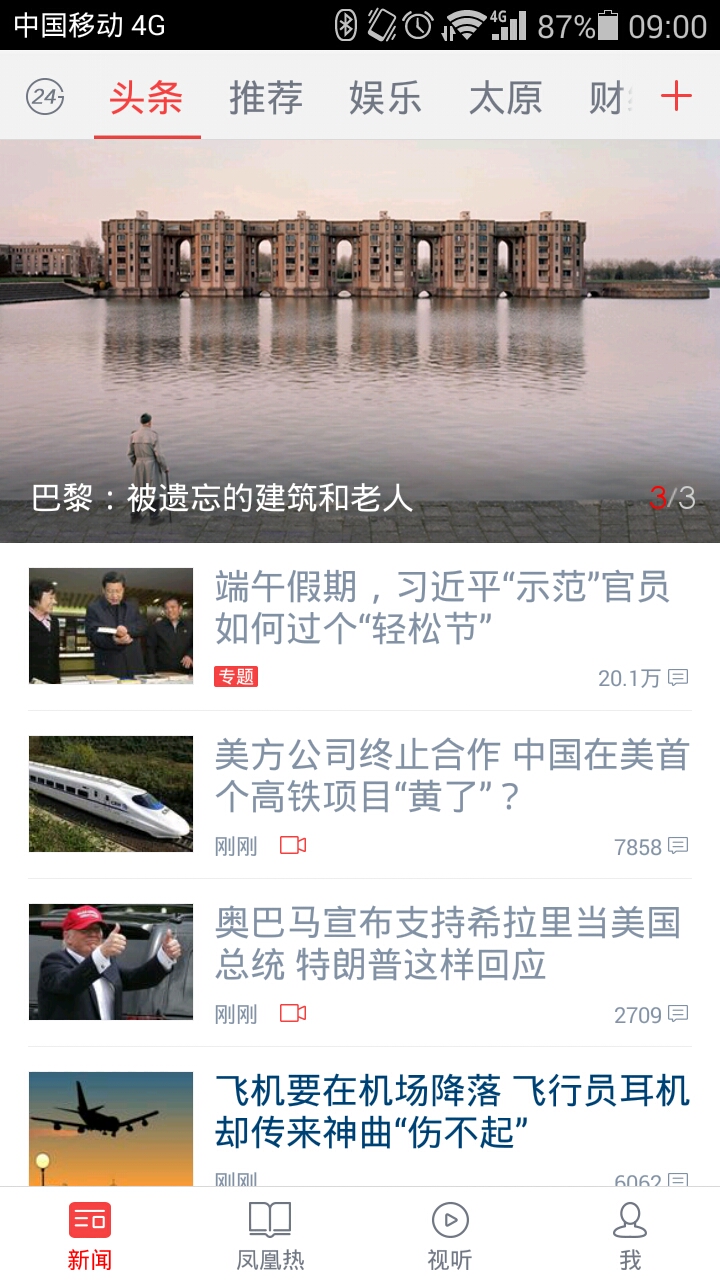 中国移动 4G
4G 87% 09:00
24 头条 推荐 娱乐 太原 财
巴黎：被遗忘的建筑和老人 3/3
端午假期，习近平“示范”官员
如何过个“轻松节”
专题 20.1万
美方公司终止合作 中国在美首
个高铁项目“黄了”？
刚刚 7858
奥巴马宣布支持希拉里当美国
总统 特朗普这样回应
刚刚 2709
飞机要在机场降落 飞行员耳机
却传来神曲“伤不起”
刚刚 6062
新闻 凤凰热 视听 我